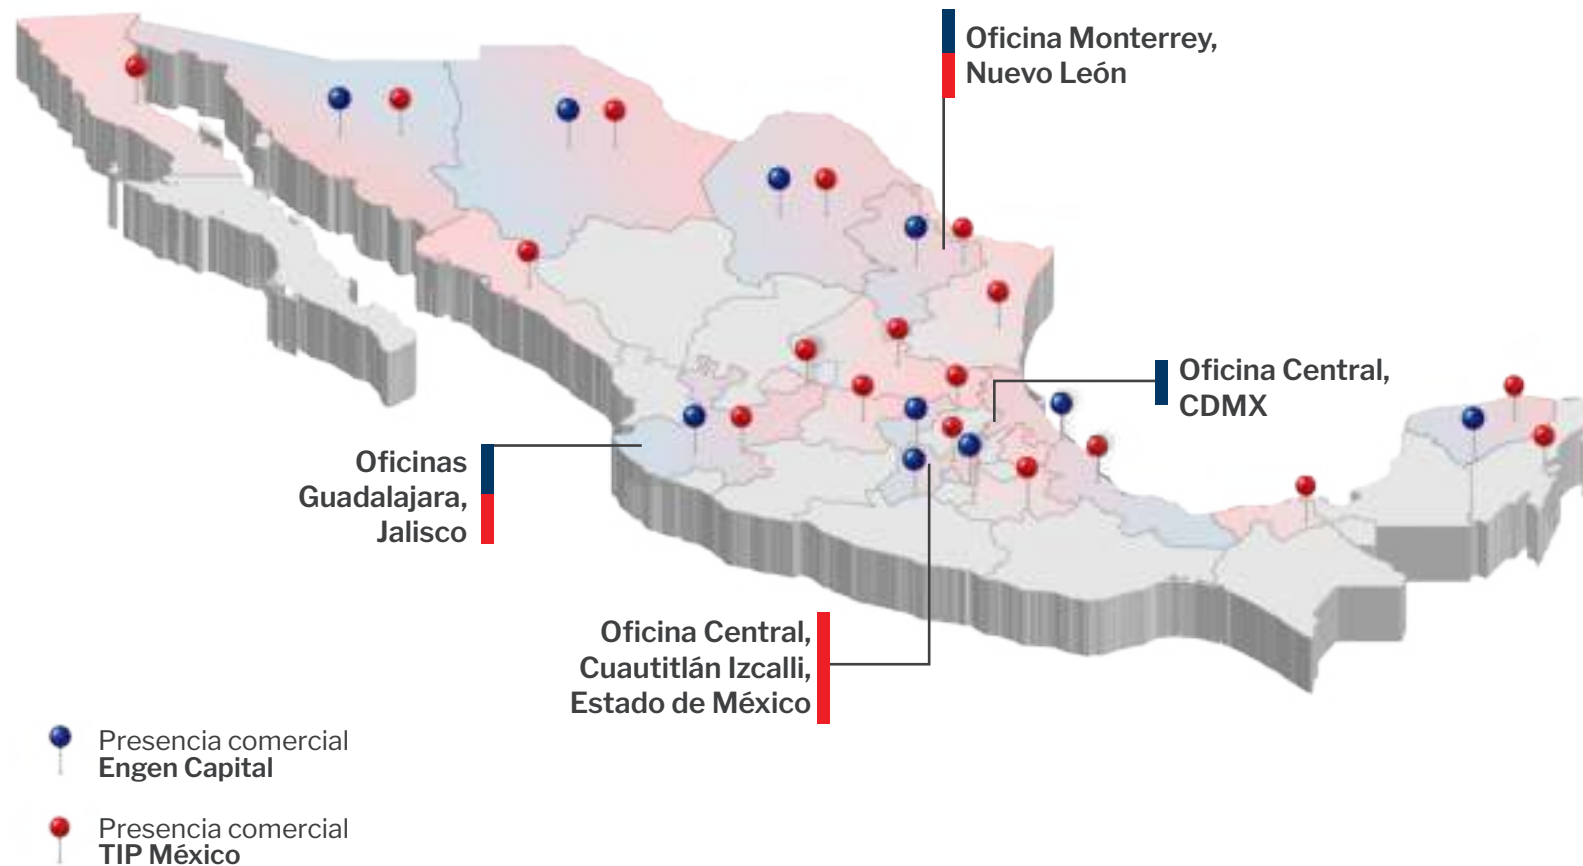 Oficina Monterrey,
Nuevo León
Oficina Central,
CDMX
Oficinas
Guadalajara,
Jalisco
Oficina Central,
Cuautitlán Izcalli,
Estado de México
Presencia comercial
Engen Capital
Presencia comercial
TIP México